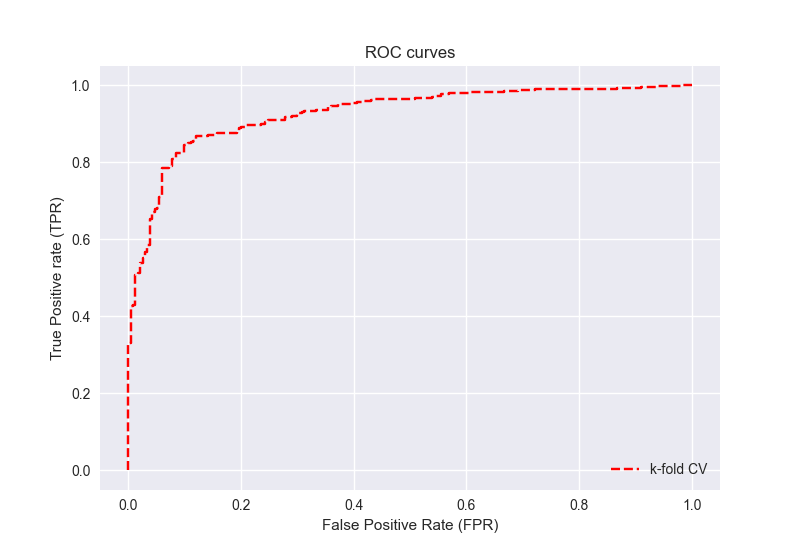 ROC curves
True Positive rate (TPR)
1.0
0.8
0.6
0.4
0.2
0.0
k-fold CV
0.0 0.2 0.4 0.6 0.8 1.0
False Positive Rate (FPR)